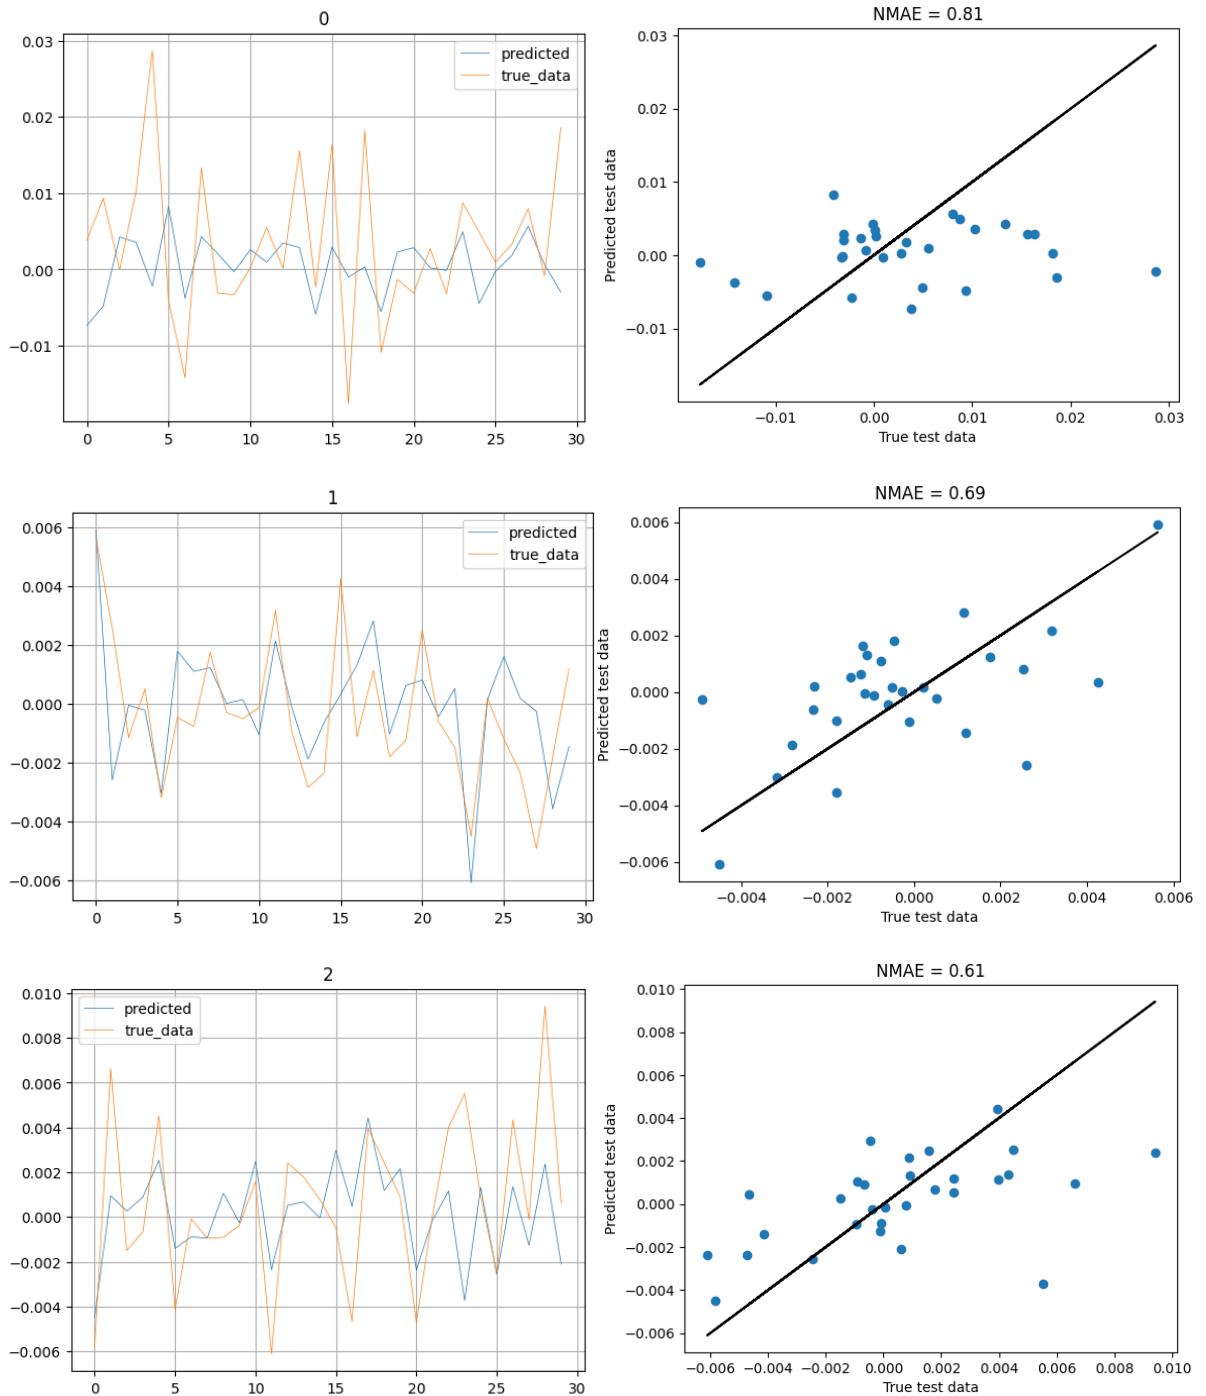 0
NMAE = 0.81
0.03
0.02
0.01
0.00
−0.01
predicted
true_data
0 5 10 15 20 25 30
Predicted test data
0.03
0.02
0.01
0.00
−0.01
−0.01 0.00 0.01 0.02 0.03
True test data
1
NMAE = 0.69
0.006
0.004
0.002
0.000
−0.002
−0.004
−0.006
predicted
true_data
0 5 10 15 20 25 30
Predicted test data
0.006
0.004
0.002
0.000
−0.002
−0.004
−0.006
−0.004 −0.002 0.000 0.002 0.004 0.006
True test data
2
NMAE = 0.61
0.010
0.008
0.006
0.004
0.002
0.000
−0.002
−0.004
−0.006
predicted
true_data
0 5 10 15 20 25 30
Predicted test data
0.010
0.008
0.006
0.004
0.002
0.000
−0.002
−0.004
−0.006
−0.006 −0.004 −0.002 0.000 0.002 0.004 0.006 0.008 0.010
True test data